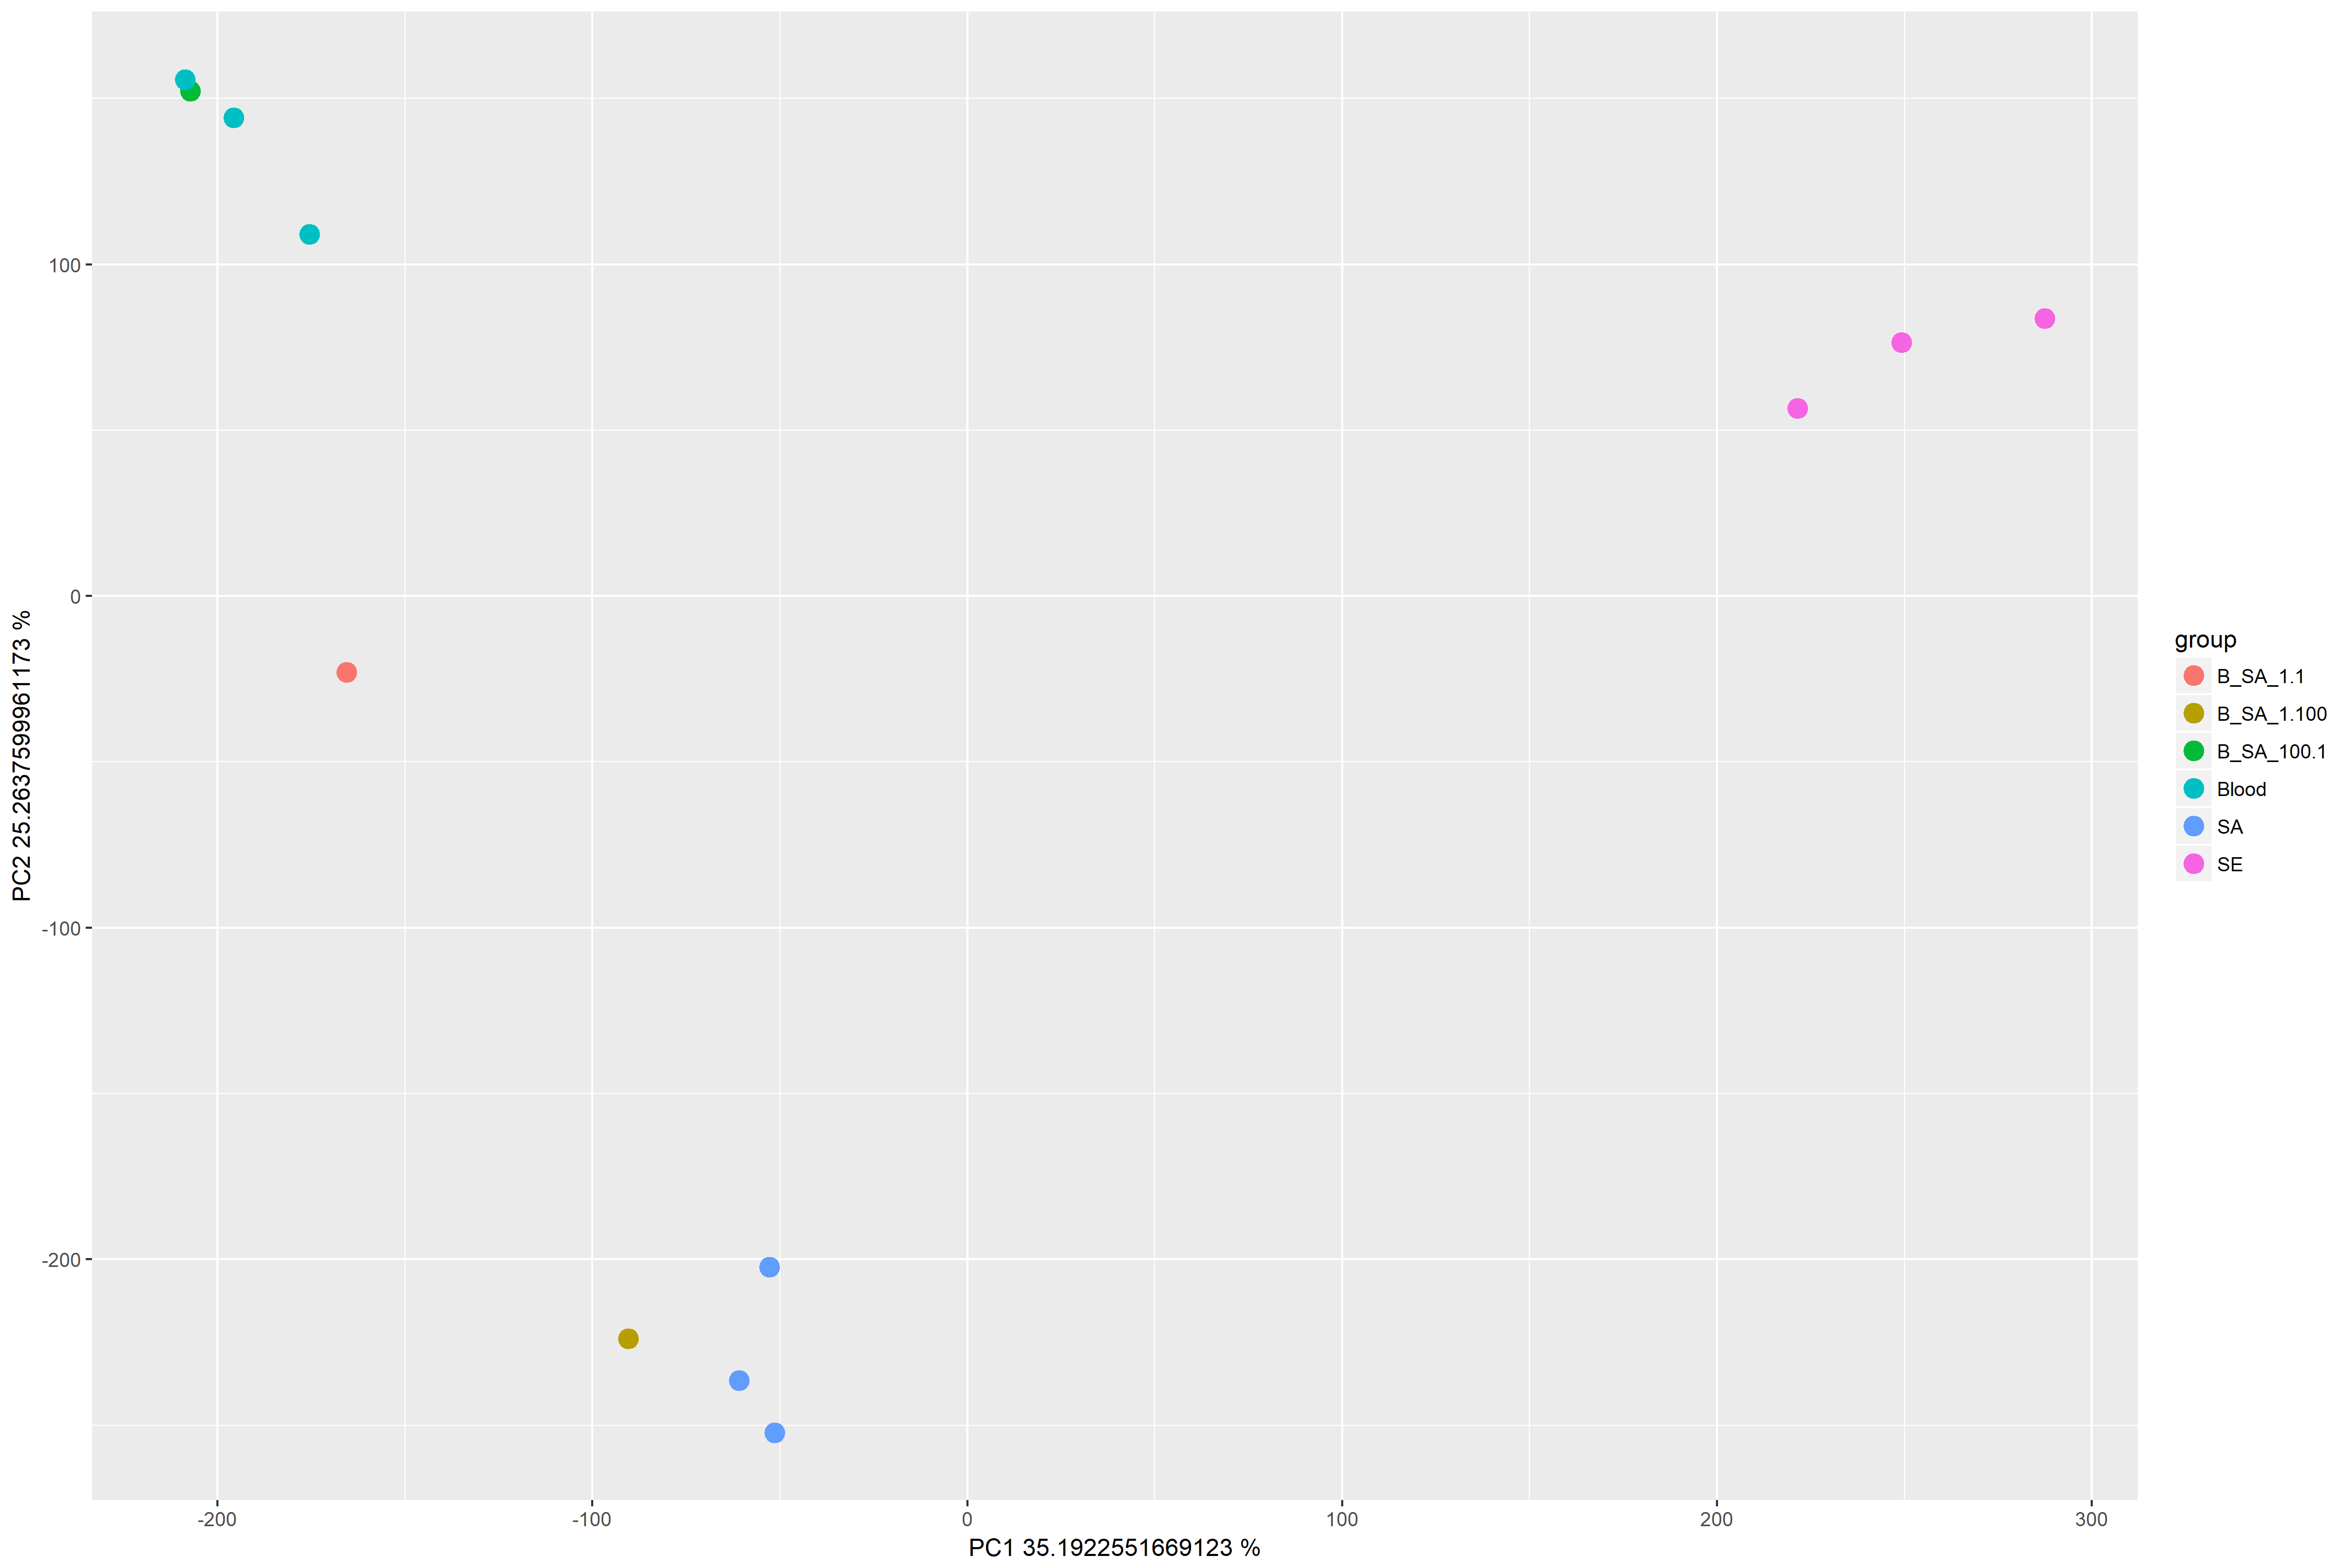 100
0
-100
-200
PC2 25.2637599961173 %
-200
-100
0
100
200
300
PC1 35.1922551669123 %
group
B_SA_1.1
B_SA_1.100
B_SA_100.1
Blood
SA
SE